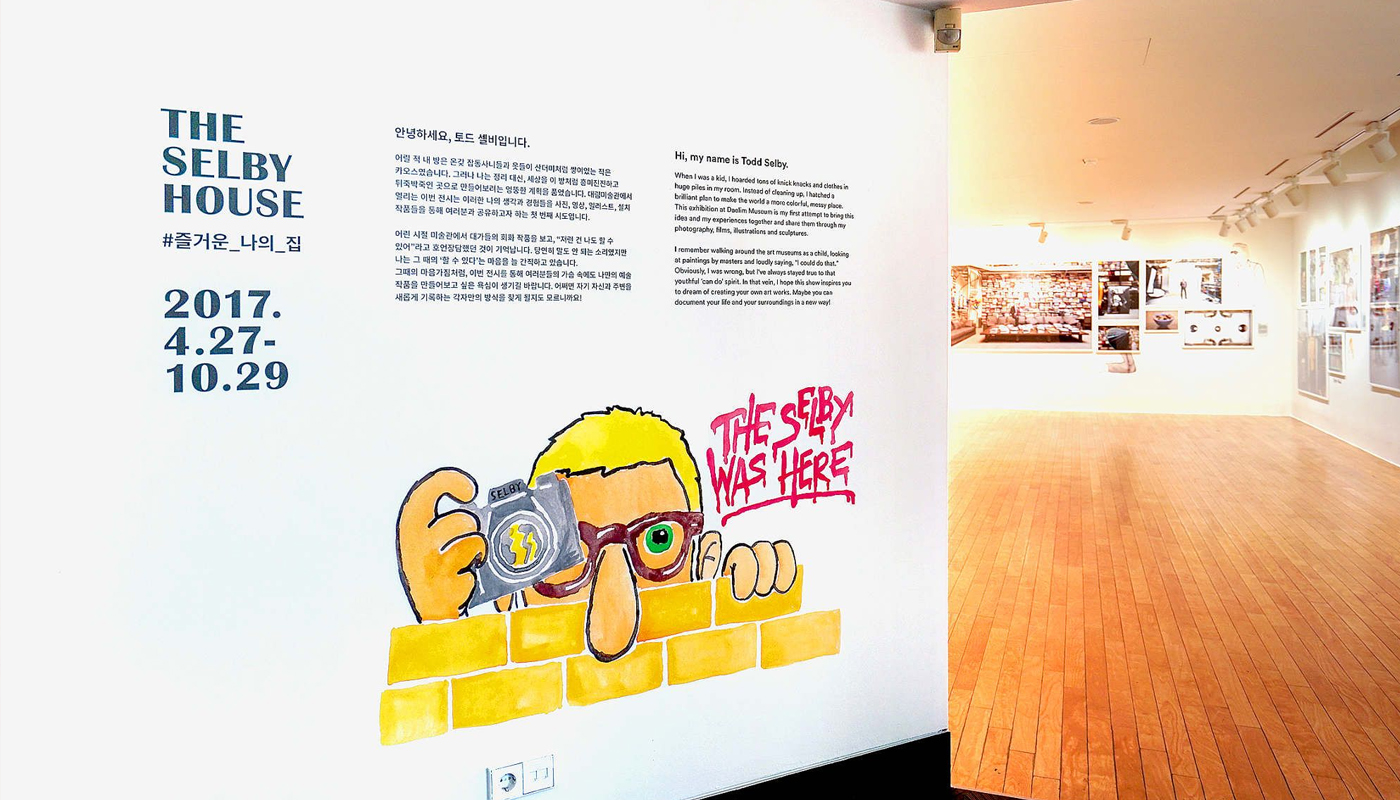 THE
SELBY
HOUSE
#즐거운_나의_집
2017.
4.27-
10.29
안녕하세요, 토드 셀비입니다.
어릴 적 내 방은 온갖 잡동사니들과 옷들이 산더미처럼 쌓이있는 작은
카오스였습니다. 그러나 나는 정리 대신, 세상을 이 방처럼 흥미진진하고
뒤죽박죽인 곳으로 만들어보려는 엉뚱한 계획을 품었습니다. 대림미술관에서
열리는 이번 전시는 이러한 나의 생각과 경험들을 사진, 영상, 일러스트, 설치
작품들을 통해 여러분과 공유하고자 하는 첫 번째 시도입니다.
어린 시절 미술관에서 대가들의 회화 작품을 보고, “저런 건 나도 할 수
있어”라고 호언장담했던 것이 기억납니다. 당연히 말도 안 되는 소리였지만
나는 그 때의 ‘할 수 있다’는 마음을 늘 간직하고 있습니다.
그때의 마음가짐처럼, 이번 전시를 통해 여러분들의 가슴 속에도 나만의 예술
작품을 만들어보고 싶은 욕심이 생기길 바랍니다. 어쩌면 자기 자신과 주변을
새롭게 기록하는 각자만의 방식을 찾게 될지도 모르니까요!
Hi, my name is Todd Selby.
When I was a kid, I hoarded tons of knick knacks and clothes in
huge piles in my room. Instead of cleaning up, I hatched a
brilliant plan to make the world a more colorful, messy place.
This exhibition at Daelim Museum is my first attempt to bring this
idea and my experiences together and share them through my
photography, films, illustrations and sculptures.
I remember walking around the art museums as a child, looking
at paintings by masters and loudly saying, "I could do that."
Obviously, I was wrong, but I've always stayed true to that
youthful 'can do' spirit. In that vein, I hope this show inspires you
to dream of creating your own art works. Maybe you can
document your life and your surroundings in a new way!
THE SELBY
WAS HERE
SELBY